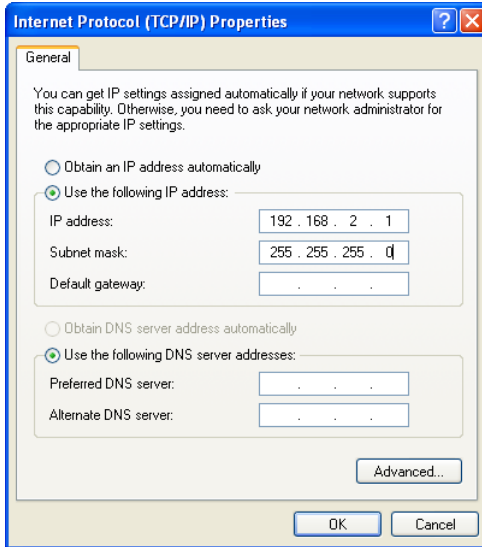 Internet Protocol (TCP/IP) Properties
General
You can get IP settings assigned automatically if your network supports
this capability. Otherwise, you need to ask your network administrator for
the appropriate IP settings.
Obtain an IP address automatically
Use the following IP address:
IP address: 192 . 168 . 2 . 1
Subnet mask: 255 . 255 . 255 . 0
Default gateway: . . .
Obtain DNS server address automatically
Use the following DNS server addresses:
Preferred DNS server: . . .
Alternate DNS server: . . .
Advanced...
OK Cancel